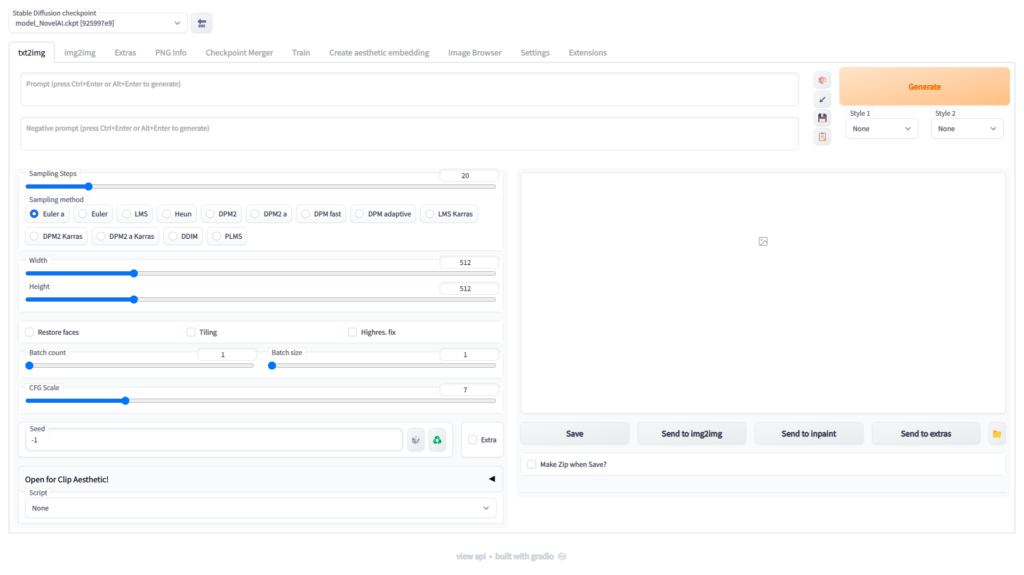 Stable Diffusion checkpoint
model_NovelAI.ckpt [925997e9]
txt2img img2img Extras PNG Info Checkpoint Merger Train Create aesthetic embedding Image Browser Settings Extensions
Prompt (press Ctrl+Enter or Alt+Enter to generate)
Generate
Style 1 Style 2
None None
Negative prompt (press Ctrl+Enter or Alt+Enter to generate)
Sampling Steps 20
Sampling method
Euler a Euler LMS Heun DPM2 DPM2 a DPM fast DPM adaptive LMS Karras
DPM2 Karras DPM2 a Karras DDIM PLMS
Width 512
Height 512
Restore faces Tiling Highres. fix
Batch count 1 Batch size 1
CFG Scale 7
Seed
-1
Extra
Save Send to img2img Send to inpaint Send to extras
Make Zip when Save?
Open for Clip Aesthetic!
Script
None
view api • built with gradio